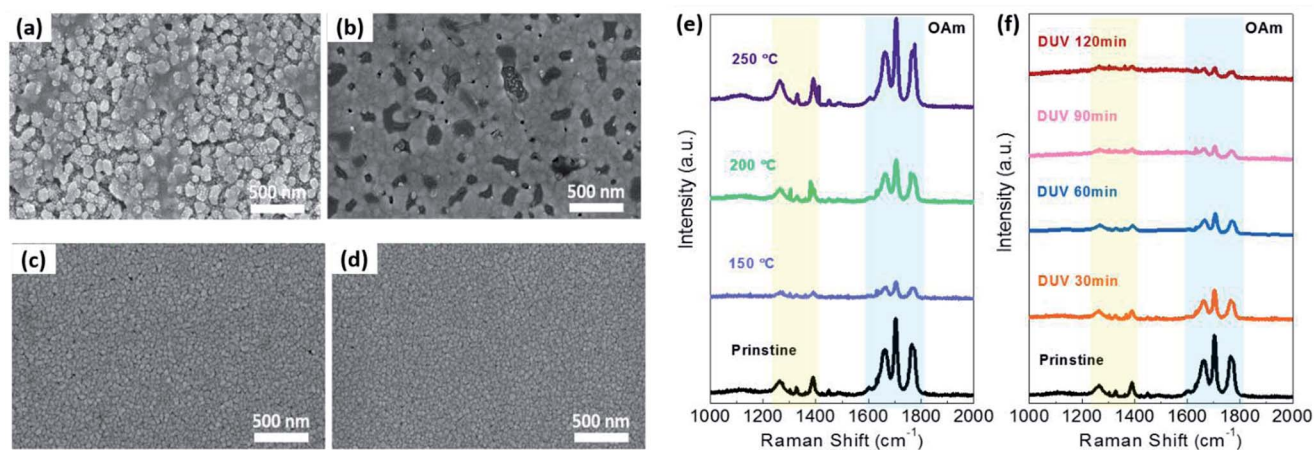 (a)
500 nm
(b)
500 nm
(c)
500 nm
(d)
500 nm
(e)
OAm
250 °C
200 °C
150 °C
Prinstine
Intensity (a.u.)
1000 1200 1400 1600 1800 2000
Raman Shift (cm⁻¹)
(f)
OAm
DUV 120min
DUV 90min
DUV 60min
DUV 30min
Prinstine
Intensity (a.u.)
1000 1200 1400 1600 1800 2000
Raman Shift (cm⁻¹)